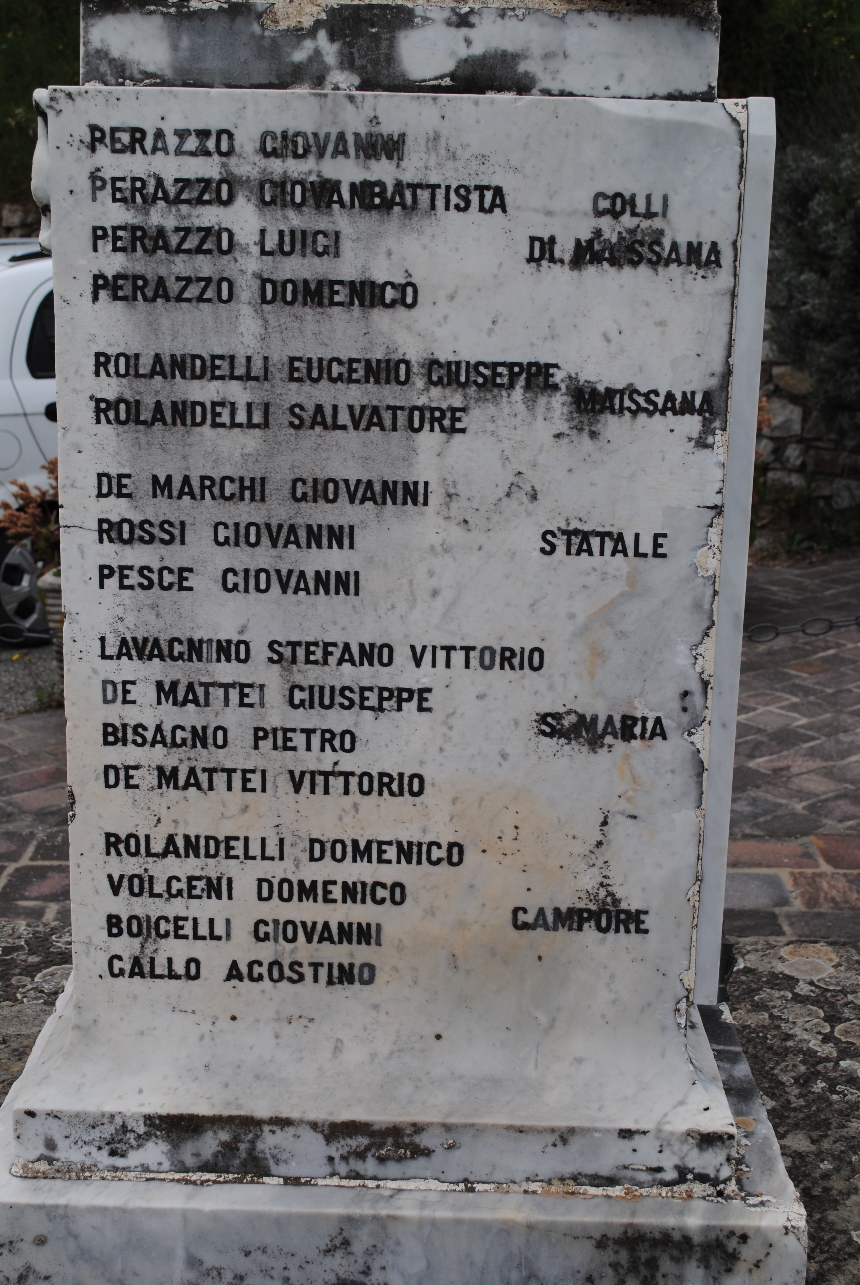 PERAZZO GIOVANNI
PERAZZO GIOVANBATTISTA COLLI
PERAZZO LUIGI DI MAISSANA
PERAZZO DOMENICO
ROLANDELLI EUGENIO GIUSEPPE
ROLANDELLI SALVATORE MAISSANA
DE MARCHI GIOVANNI
ROSSI GIOVANNI STATALE
PESCE GIOVANNI
LAVAGNINO STEFANO VITTORIO
DE MATTEI GIUSEPPE
BISAGNO PIETRO S. MARIA
DE MATTEI VITTORIO
ROLANDELLI DOMENICO
VOLGENI DOMENICO
BOICELLI GIOVANNI CAMPORE
GALLO AGOSTINO